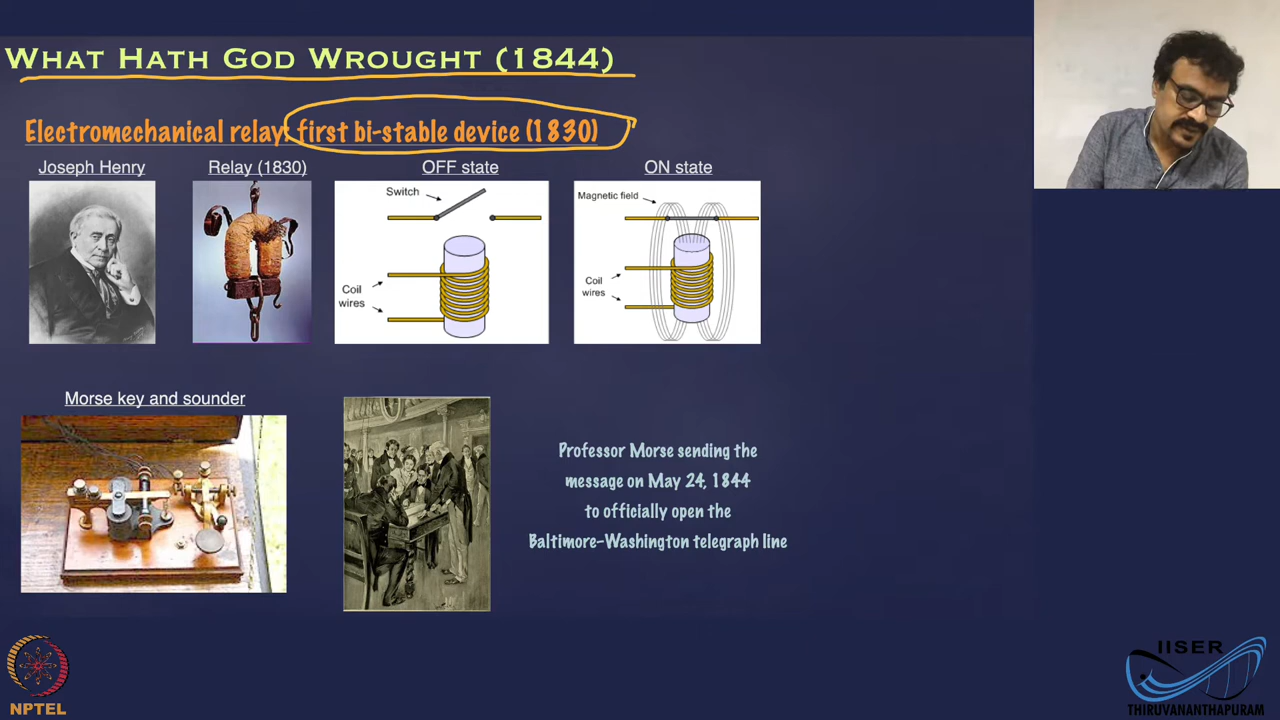 WHAT HATH GOD WROUGHT (1844)
Electromechanical relay: first bi-stable device (1830)
Joseph Henry
Relay (1830)
OFF state
ON state
Switch
Coil
wires
Magnetic field
Coil
wires
Morse key and sounder
Professor Morse sending the
message on May 24, 1844
to officially open the
Baltimore-Washington telegraph line
NPTEL
IISER
THIRUVANANTHAPURAM